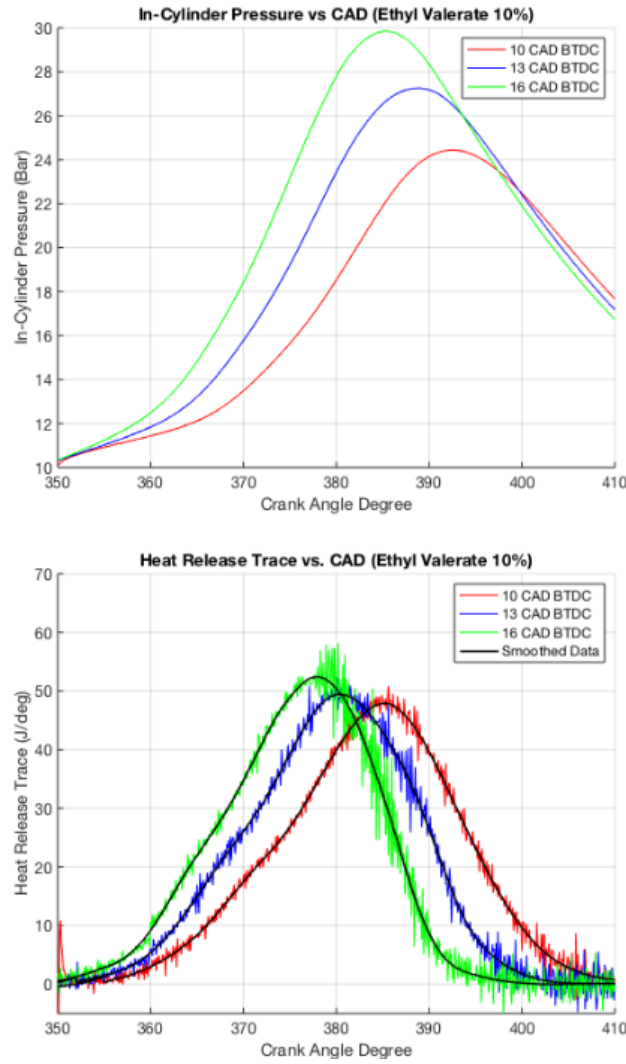 In-Cylinder Pressure vs CAD (Ethyl Valerate 10%)
30
28
26
24
22
20
18
16
14
12
10
In-Cylinder Pressure (Bar)
10 CAD BTDC
13 CAD BTDC
16 CAD BTDC
350 360 370 380 390 400 410
Crank Angle Degree
Heat Release Trace vs. CAD (Ethyl Valerate 10%)
70
60
50
40
30
20
10
0
Heat Release Trace (J/deg)
10 CAD BTDC
13 CAD BTDC
16 CAD BTDC
Smoothed Data
350 360 370 380 390 400 410
Crank Angle Degree